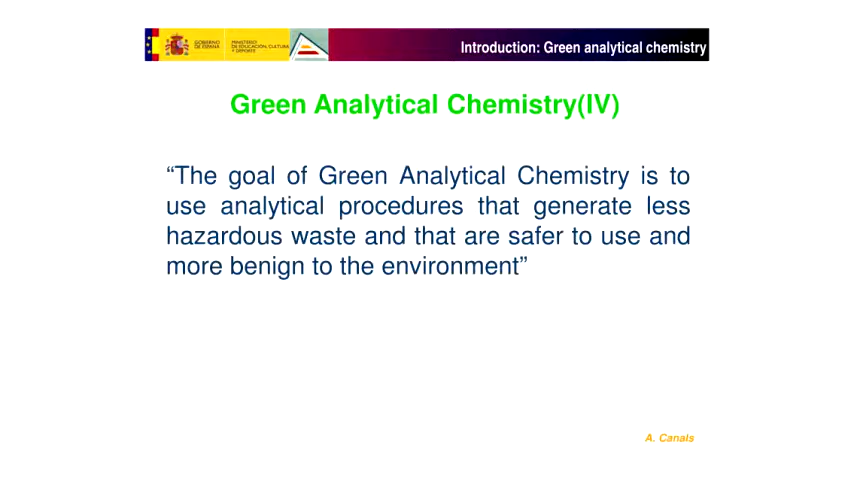 GOBIERNO
DE ESPAÑA
MINISTERIO
DE EDUCACIÓN, CULTURA
Y DEPORTE
Introduction: Green analytical chemistry
Green Analytical Chemistry(IV)
“The goal of Green Analytical Chemistry is to
use analytical procedures that generate less
hazardous waste and that are safer to use and
more benign to the environment”
A. Canals